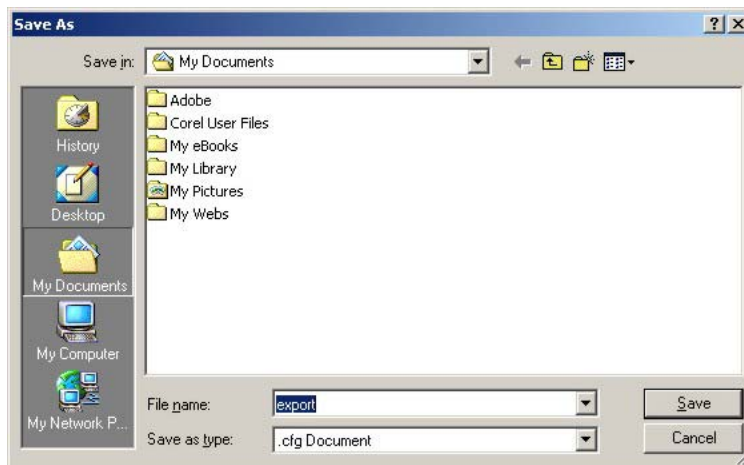 Save As
Save in:
My Documents
History
Desktop
My Documents
My Computer
My Network P...
Adobe
Corel User Files
My eBooks
My Library
My Pictures
My Webs
File name:
export
Save
Save as type:
.cfg Document
Cancel